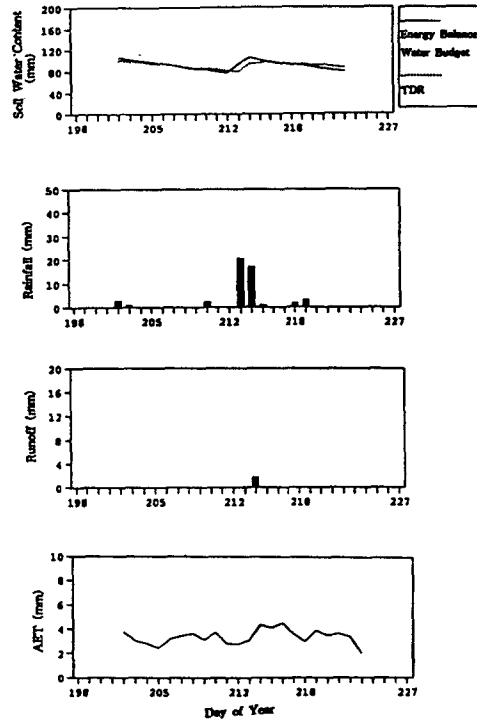 Soil Water Content
(mm)
200
160
120
80
40
0
198 205 212 218 227
Energy Balance
Water Budget
TDR
Rainfall (mm)
50
40
30
20
10
0
198 205 212 218 227
Runoff (mm)
20
16
12
8
4
0
198 205 212 218 227
AET (mm)
10
8
6
4
2
0
198 205 212 218 227
Day of Year